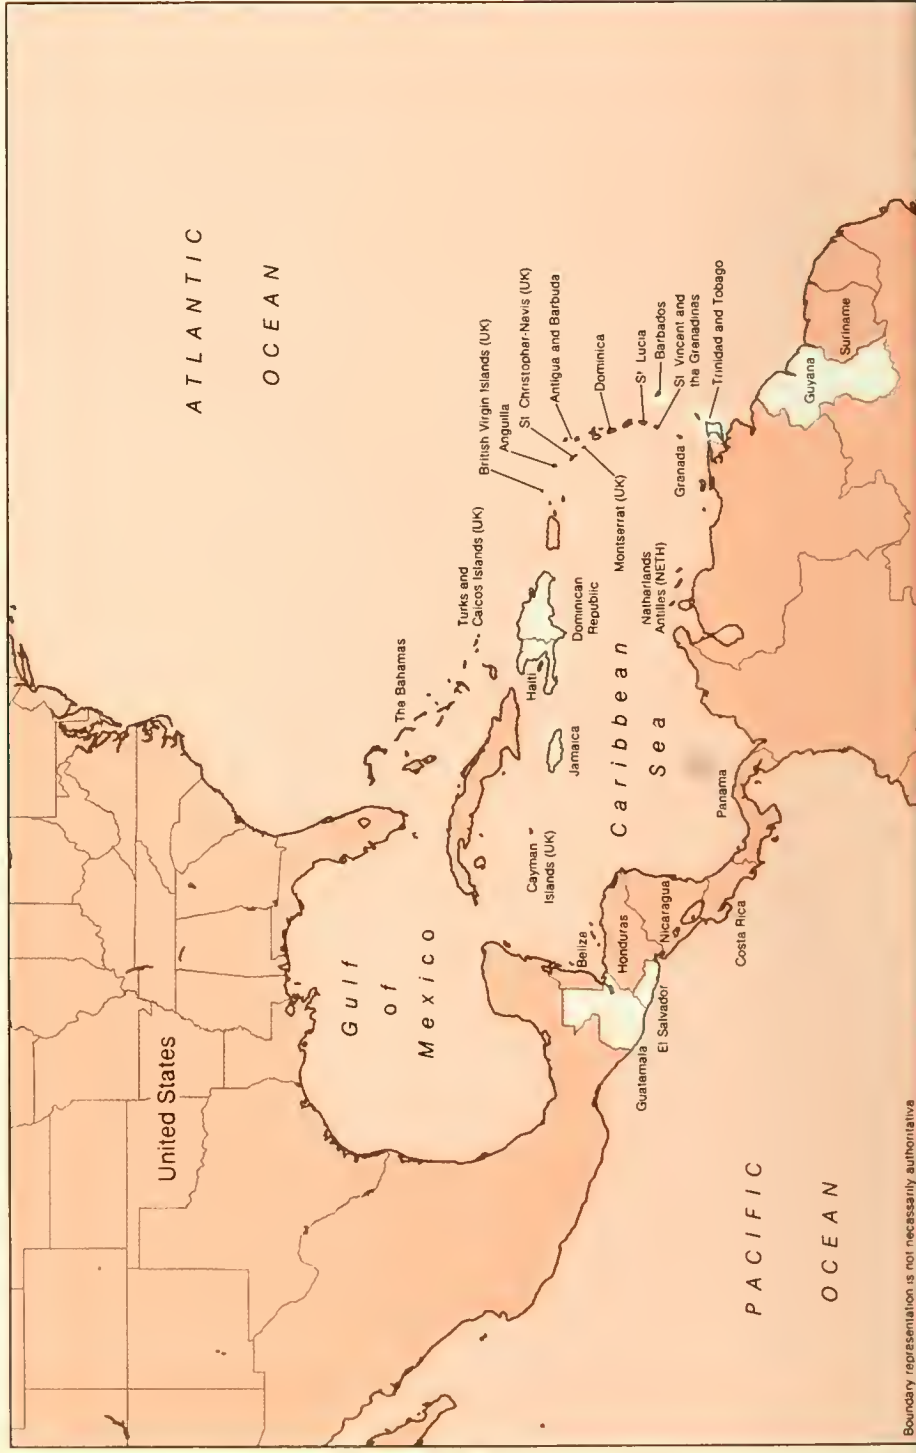 ATLANTIC
OCEAN
United States
Gulf
of
Mexico
The Bahamas
Turks and
Caicos Islands (UK)
British Virgin Islands (UK)
Anguilla
St Christopher-Nevis (UK)
Antigua and Barbuda
Dominica
St Lucia
Barbados
St Vincent and
the Grenadines
Trinidad and Tobago
Grenada
Montserrat (UK)
Netherlands
Antilles (NETH)
Dominican
Republic
Haiti
Jamaica
Cayman
Islands (UK)
Caribbean
Sea
Belize
Honduras
Nicaragua
Guatemala
El Salvador
Costa Rica
Panama
Guyana
Suriname
PACIFIC
OCEAN
Boundary representation is not necessarily authoritative